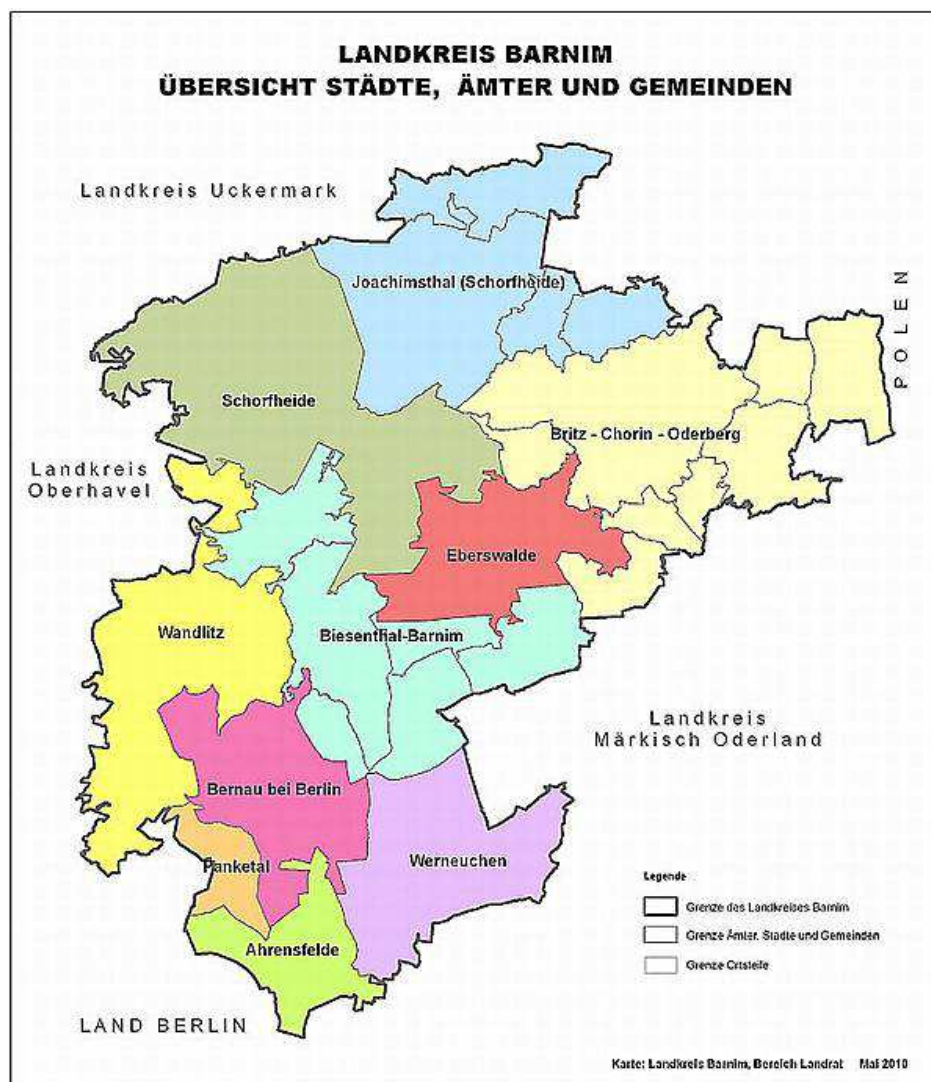 LANDKREIS BARNIM
ÜBERSICHT STÄDTE, ÄMTER UND GEMEINDEN
Landkreis Uckermark
POLEN
Joachimsthal (Schorfheide)
Schorfheide
Britz - Chorin - Oderberg
Landkreis
Oberhavel
Eberswalde
Wandlitz
Biesenthal-Barnim
Landkreis
Märkisch Oderland
Bernau bei Berlin
Panketal
Werneuchen
Ahrensfelde
LAND BERLIN
Legende
Grenze des Landkreises Barnim
Grenze Ämter, Städte und Gemeinden
Grenze Ortsteile
Karte: Landkreis Barnim, Bereich Landrat Mai 2010